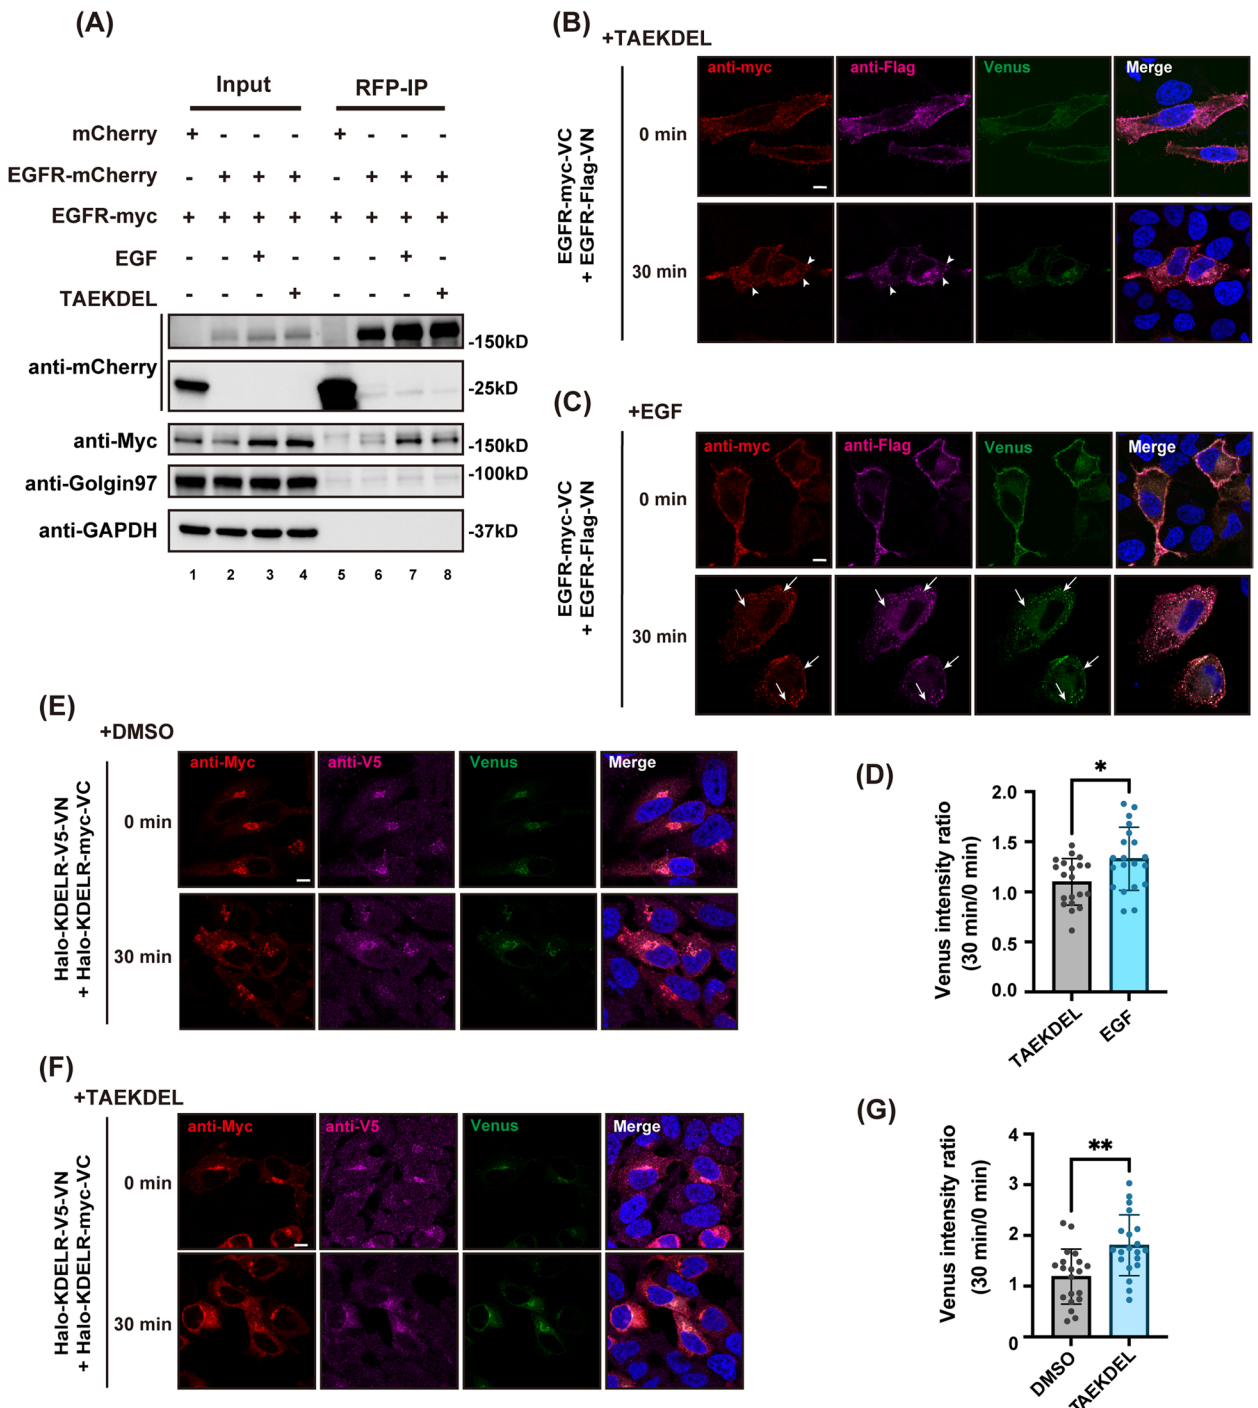 (A)
Input
RFP-IP
mCherry + - - - + - - -
EGFR-mCherry - + + + - + + +
EGFR-myc + + + + + + + +
EGF - - + - - - + -
TAEKDEL - - - + - - - +
anti-mCherry
-150kD
-25kD
anti-Myc -150kD
anti-Golgin97 -100kD
anti-GAPDH -37kD
1 2 3 4 5 6 7 8
(B)
+TAEKDEL
EGFR-myc-VC
+ EGFR-Flag-VN
anti-myc anti-Flag Venus Merge
0 min
30 min
(C)
+EGF
EGFR-myc-VC
+ EGFR-Flag-VN
anti-myc anti-Flag Venus Merge
0 min
30 min
(E)
+DMSO
Halo-KDELR-V5-VN
+ Halo-KDELR-myc-VC
anti-Myc anti-V5 Venus Merge
0 min
30 min
(D)
Venus intensity ratio
(30 min/0 min)
2.0
1.5
1.0
0.5
0.0
*
TAEKDEL
EGF
(F)
+TAEKDEL
Halo-KDELR-V5-VN
+ Halo-KDELR-myc-VC
anti-Myc anti-V5 Venus Merge
0 min
30 min
(G)
Venus intensity ratio
(30 min/0 min)
4
3
2
1
0
**
DMSO
TAEKDEL